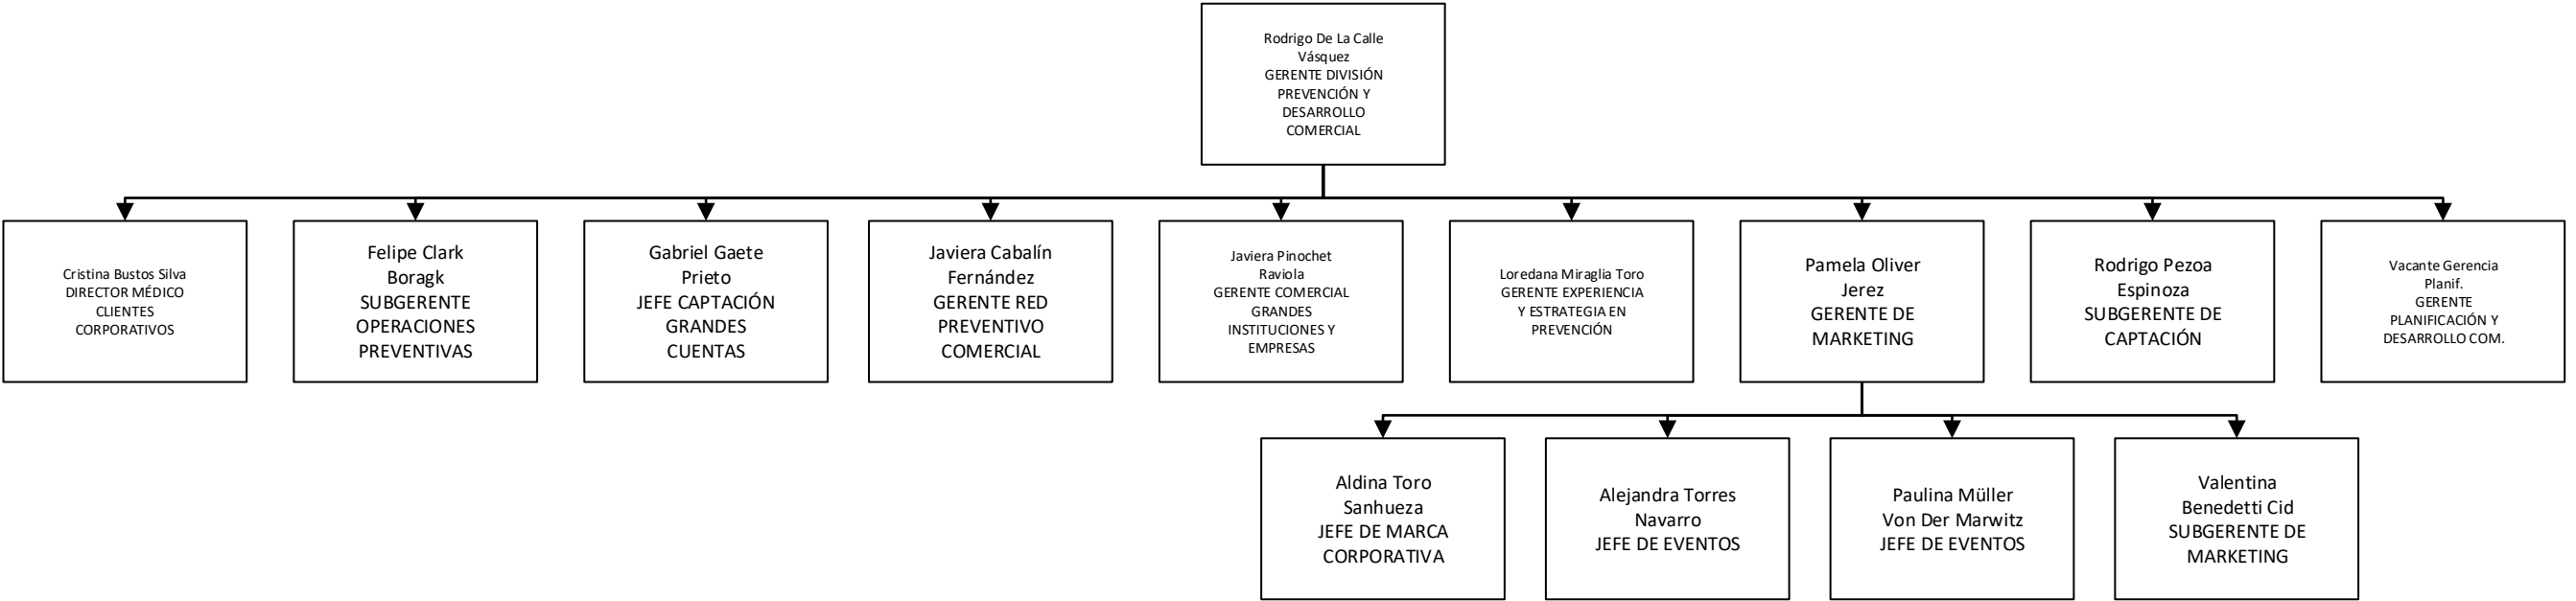 Rodrigo De La Calle
Vásquez
GERENTE DIVISIÓN
PREVENCIÓN Y
DESARROLLO
COMERCIAL
Cristina Bustos Silva
DIRECTOR MÉDICO
CLIENTES
CORPORATIVOS
Felipe Clark
Boragk
SUBGERENTE
OPERACIONES
PREVENTIVAS
Gabriel Gaete
Prieto
JEFE CAPTACIÓN
GRANDES
CUENTAS
Javiera Cabalín
Fernández
GERENTE RED
PREVENTIVO
COMERCIAL
Javiera Pinochet
Raviola
GERENTE COMERCIAL
GRANDES
INSTITUCIONES Y
EMPRESAS
Loredana Miraglia Toro
GERENTE EXPERIENCIA
Y ESTRATEGIA EN
PREVENCIÓN
Pamela Oliver
Jerez
GERENTE DE
MARKETING
Rodrigo Pezoa
Espinoza
SUBGERENTE DE
CAPTACIÓN
Vacante Gerencia
Planif.
GERENTE
PLANIFICACIÓN Y
DESARROLLO COM.
Aldina Toro
Sanhueza
JEFE DE MARCA
CORPORATIVA
Alejandra Torres
Navarro
JEFE DE EVENTOS
Paulina Müller
Von Der Marwitz
JEFE DE EVENTOS
Valentina
Benedetti Cid
SUBGERENTE DE
MARKETING